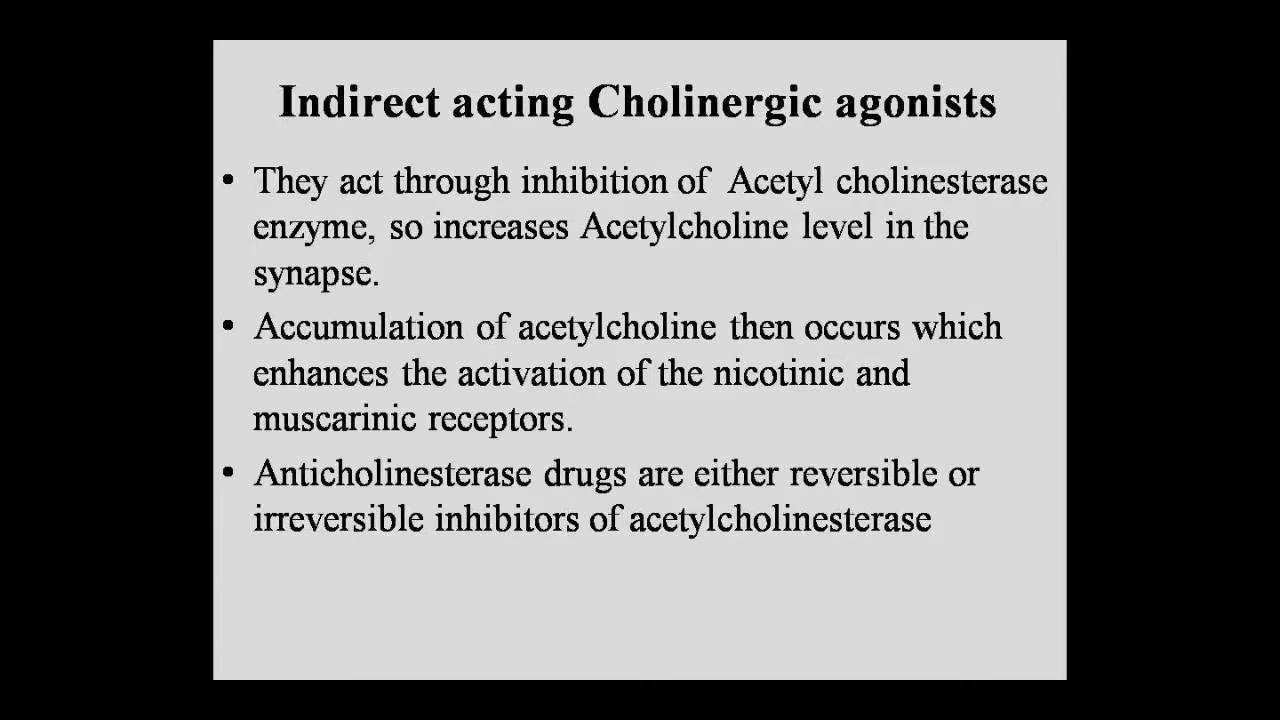 Indirect acting Cholinergic agonists
• They act through inhibition of Acetyl cholinesterase
enzyme, so increases Acetylcholine level in the
synapse.
• Accumulation of acetylcholine then occurs which
enhances the activation of the nicotinic and
muscarinic receptors.
• Anticholinesterase drugs are either reversible or
irreversible inhibitors of acetylcholinesterase